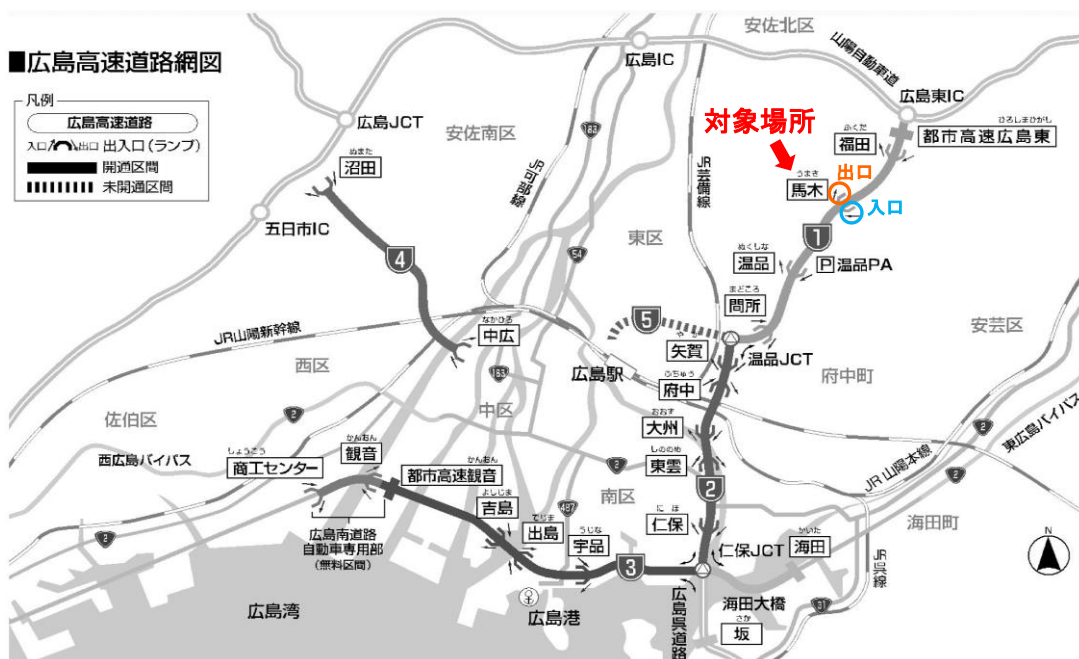 ■広島高速道路網図
凡例
広島高速道路
入口 出口 出入口(ランプ)
開通区間
未開通区間
安佐北区
山陽自動車道
広島IC
広島東IC
ひろしまひがし
都市高速広島東
ふくだ
福田
対象場所
うまき
馬木
出口
入口
1
広島JCT
安佐南区
183
JR可部線
JR芸備線
ぬまた
沼田
五日市IC
4
54
東区
ぬくしな
温品
P温品PA
まどころ
間所
安芸区
JR山陽新幹線
なかひろ
中広
5
やが
矢賀
温品JCT
広島駅
ふちゅう
府中
府中町
西区
183
中区
佐伯区
2
おおず
大州
2
東広島バイパス
西広島バイパス
しょうこう
商工センター
かんおん
観音
かんおん
都市高速観音
しののめ
東雲
2
JR山陽本線
2
よしじま
吉島
南区
2
でじま
出島
487
うじな
宇品
にほ
仁保
海田町
2
広島南道路
自動車専用部
(無料区間)
仁保JCT
かいた
海田
JR呉線
N
3
広島湾
広島港
広島呉道路
海田大橋
31
さか
坂